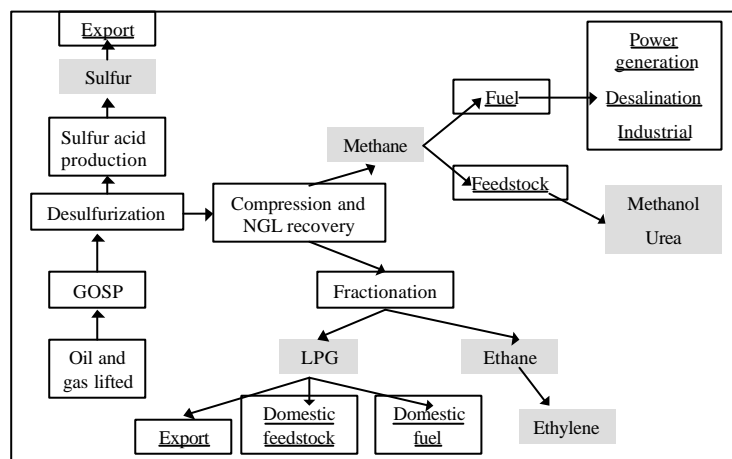 Export
Sulfur
Sulfur acid
production
Desulfurization
GOSP
Oil and
gas lifted
Compression and
NGL recovery
Methane
Fuel
Feedstock
Power
generation
Desalination
Industrial
Methanol
Urea
Fractionation
LPG
Ethane
Export
Domestic
feedstock
Domestic
fuel
Ethylene